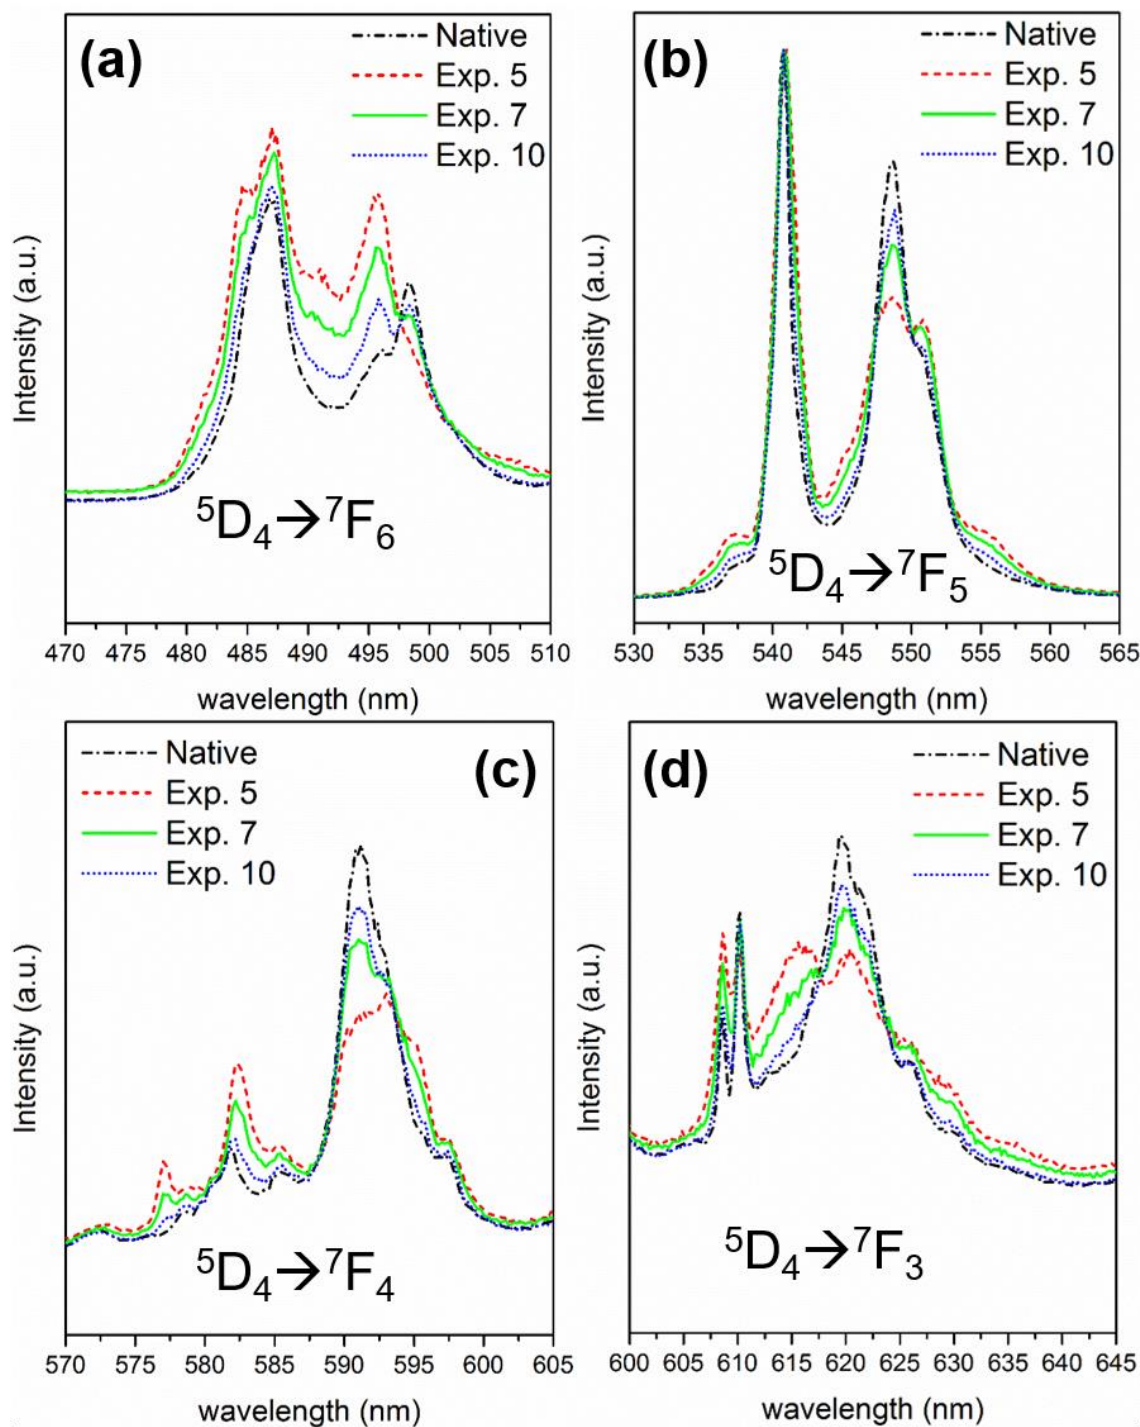 (a)
Native
Exp. 5
Exp. 7
Exp. 10
Intensity (a.u.)
⁵D₄→⁷F₆
470 475 480 485 490 495 500 505 510
wavelength (nm)
(b)
Native
Exp. 5
Exp. 7
Exp. 10
Intensity (a.u.)
⁵D₄→⁷F₅
530 535 540 545 550 555 560 565
wavelength (nm)
Native
Exp. 5
Exp. 7
Exp. 10
(c)
Intensity (a.u.)
⁵D₄→⁷F₄
570 575 580 585 590 595 600 605
wavelength (nm)
(d)
Native
Exp. 5
Exp. 7
Exp. 10
Intensity (a.u.)
⁵D₄→⁷F₃
600 605 610 615 620 625 630 635 640 645
wavelength (nm)